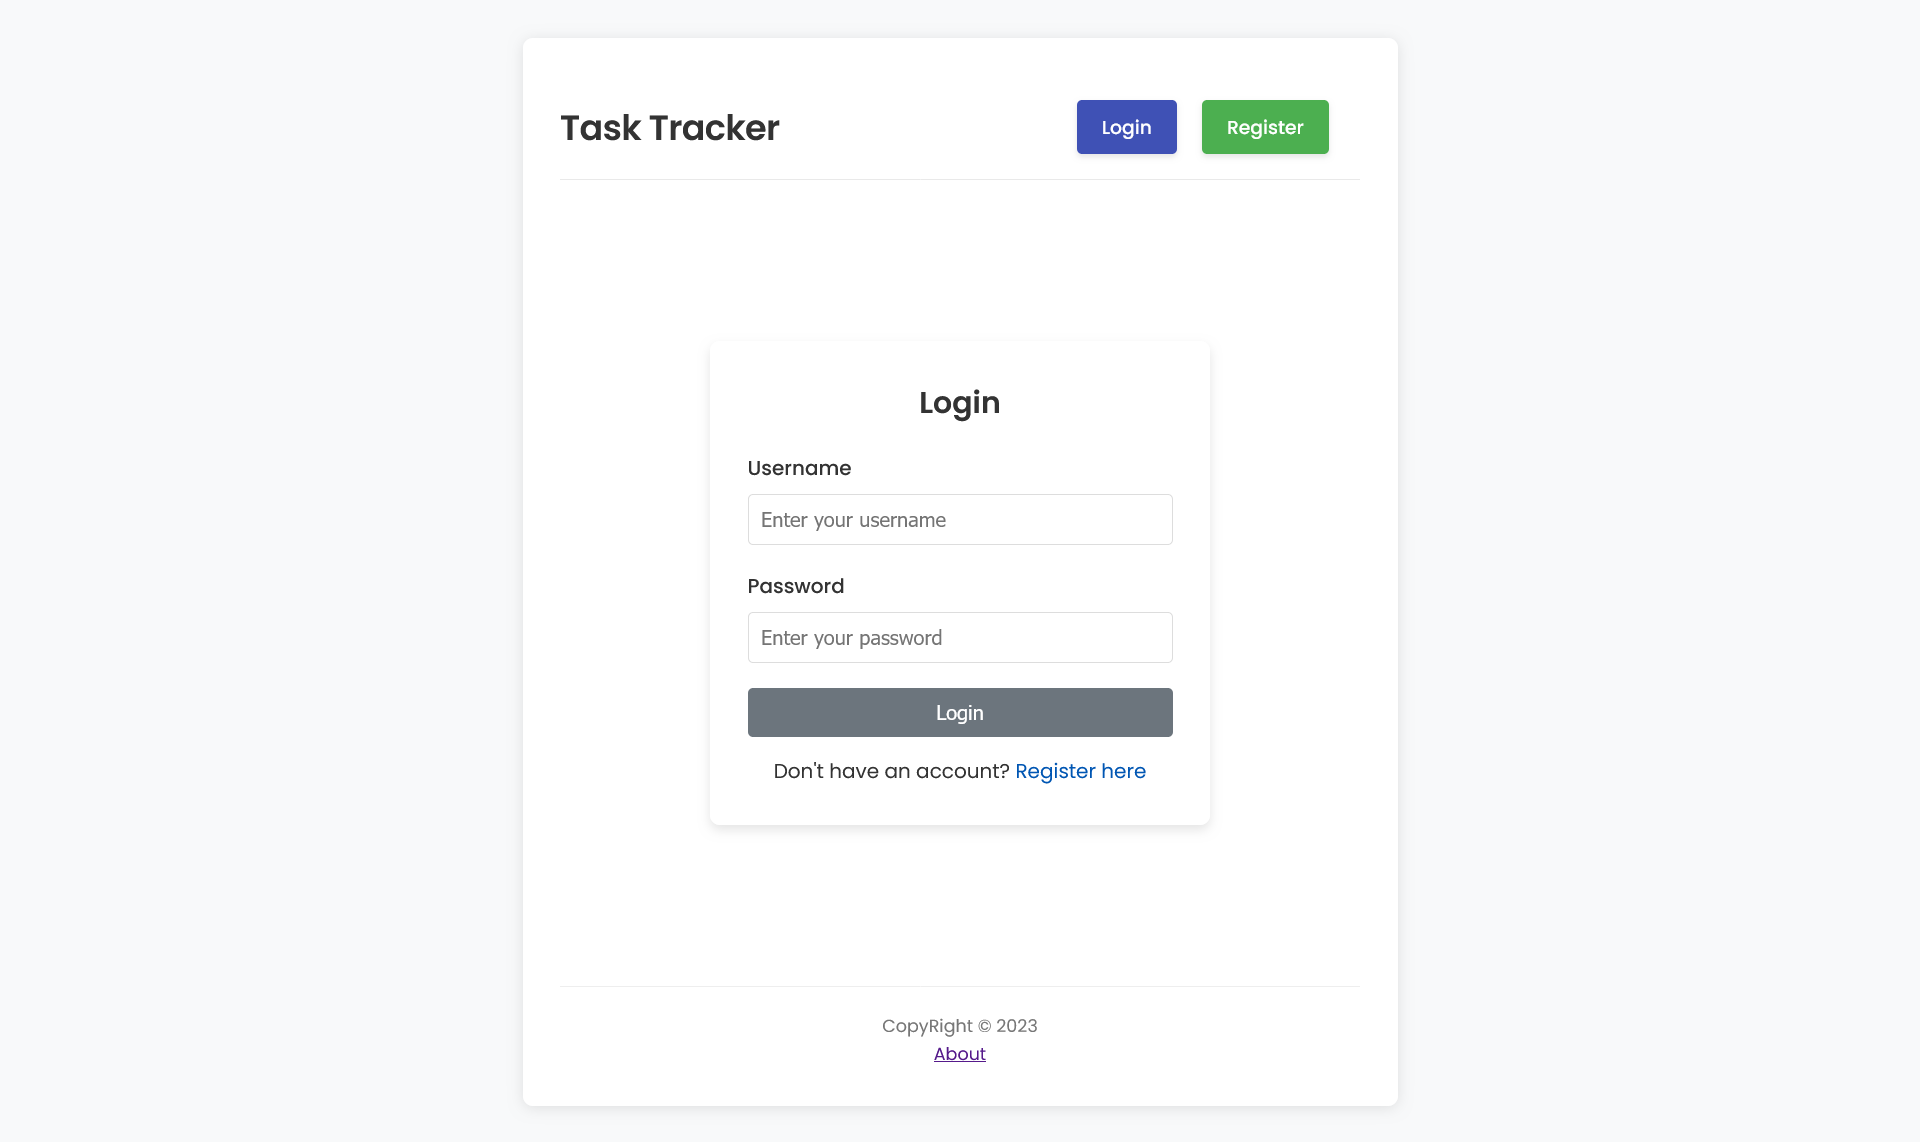 Task Tracker
Login
Register
Login
Username
Enter your username
Password
Enter your password
Login
Don't have an account? Register here
CopyRight © 2023
About